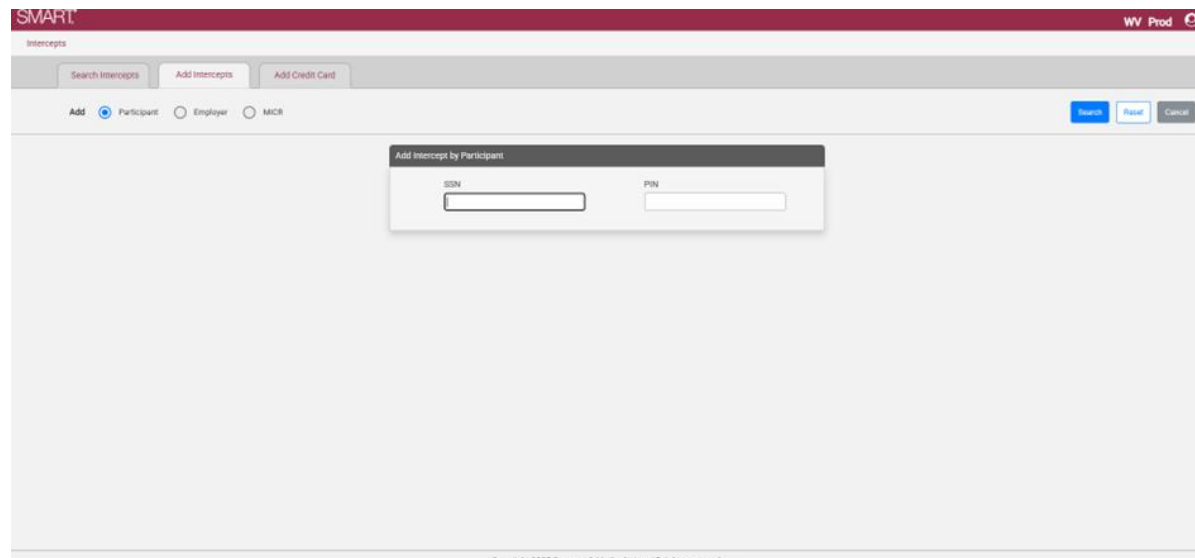 SMART
WV Prod
Intercepts
Search Intercepts
Add Intercepts
Add Credit Card
Add Participant Employer MICR
Search Reset Cancel
Add Intercept by Participant
SSN PIN